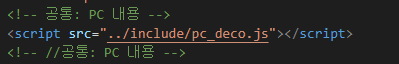 <!-- 공통: PC 내용 -->
<script src="../include/pc_deco.js"></script>
<!-- //공통: PC 내용 -->